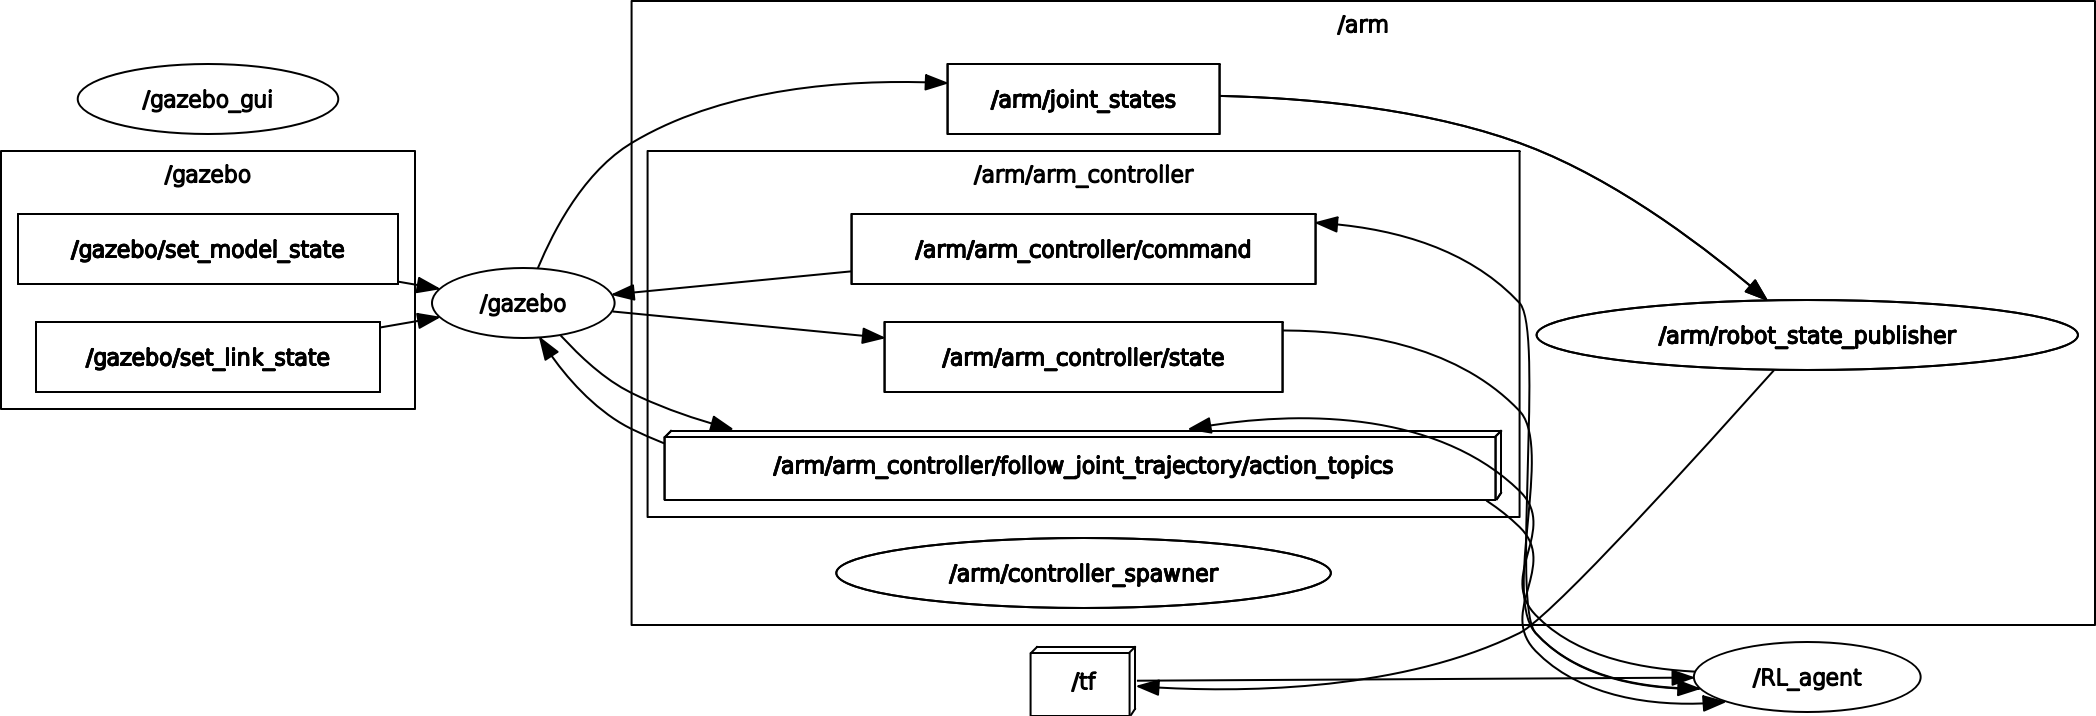 /arm
/gazebo_gui
/arm/joint_states
/gazebo
/arm/arm_controller
/gazebo/set_model_state
/arm/arm_controller/command
/gazebo
/arm/robot_state_publisher
/gazebo/set_link_state
/arm/arm_controller/state
/arm/arm_controller/follow_joint_trajectory/action_topics
/arm/controller_spawner
/tf
/RL_agent